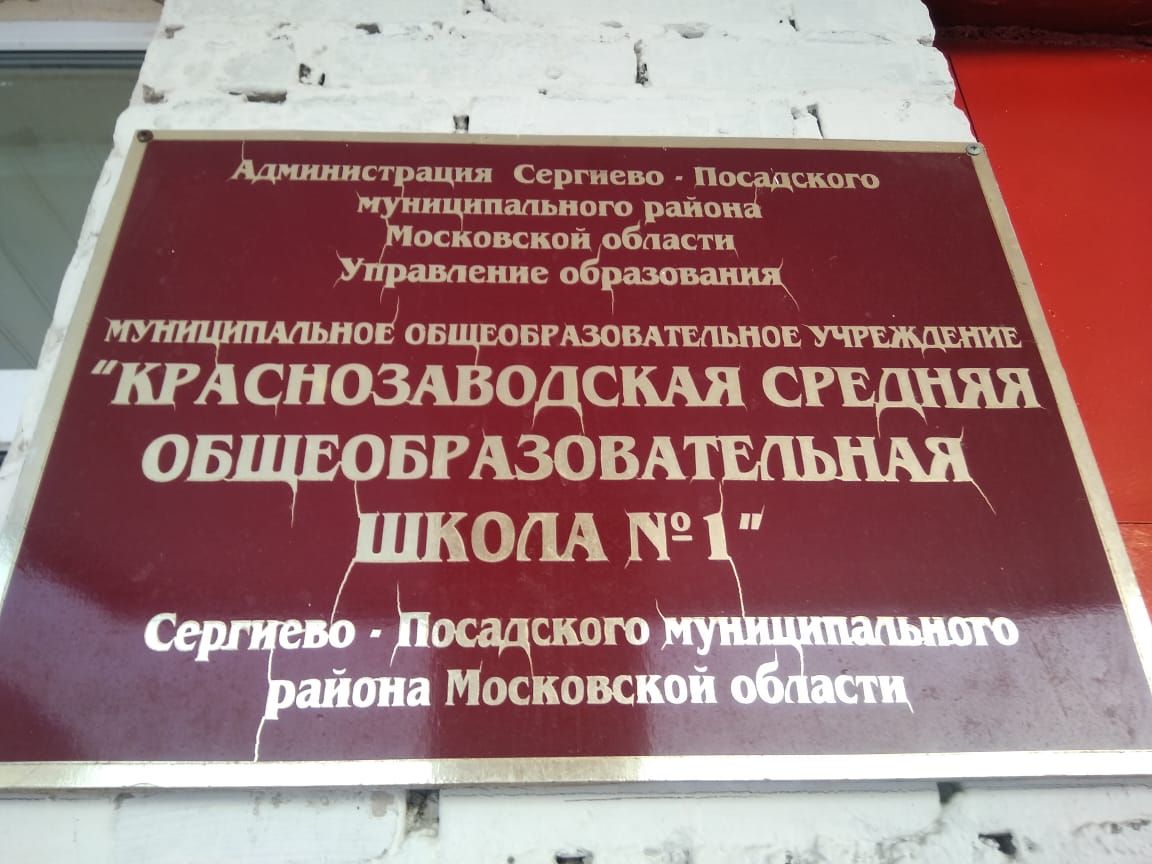 Администрация Сергиево - Посадского
муниципального района
Московской области
Управление образования
МУНИЦИПАЛЬНОЕ ОБЩЕОБРАЗОВАТЕЛЬНОЕ УЧРЕЖДЕНИЕ
"КРАСНОЗАВОДСКАЯ СРЕДНЯЯ
ОБЩЕОБРАЗОВАТЕЛЬНАЯ
ШКОЛА №1"
Сергиево - Посадского муниципального
района Московской области